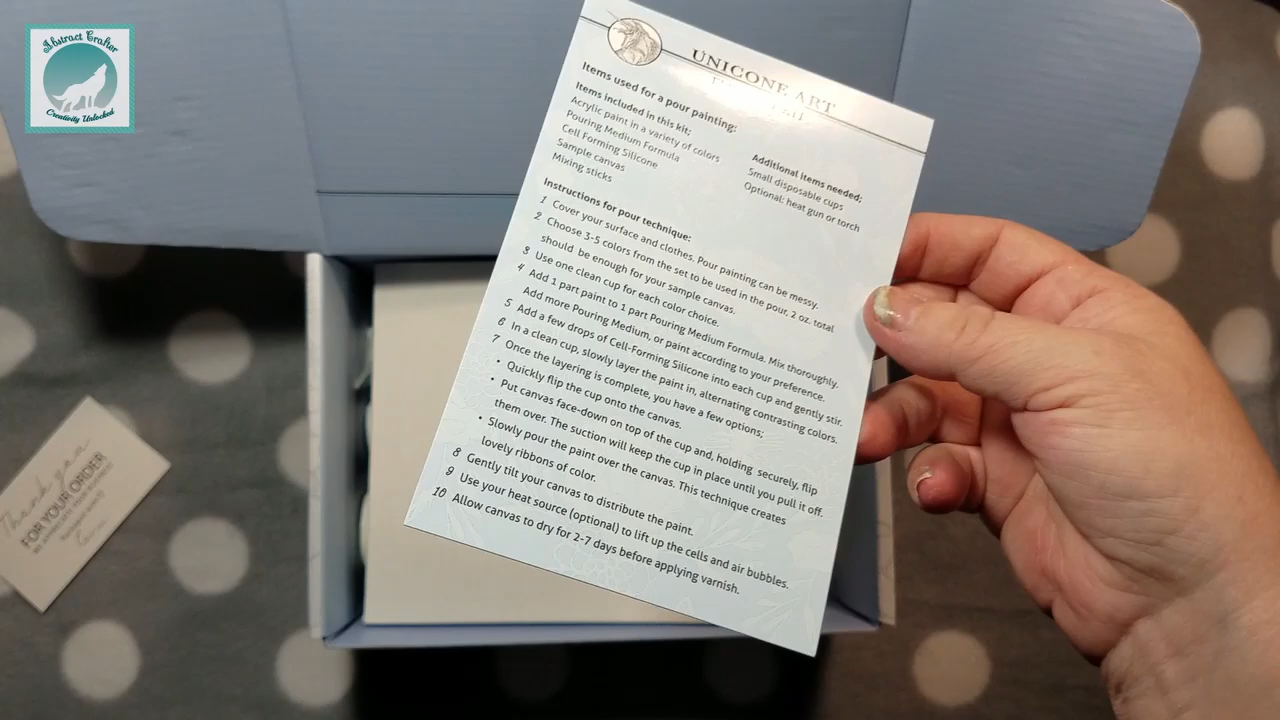 Abstract Crafter
Creativity Unlocked
UNICONE ART
Items used for a pour painting:
Items included in this kit:
Acrylic paint in a variety of colors
Pouring Medium Formula
Cell Forming Silicone
Sample canvas
Mixing sticks
Additional items needed:
Small disposable cups
Optional: heat gun or torch
Instructions for pour technique:
1 Cover your surface and clothes. Pour painting can be messy.
2 Choose 3-5 colors from the set to be used in the pour, 2 oz. total
should be enough for your sample canvas.
3 Use one clean cup for each color choice.
4 Add 1 part paint to 1 part Pouring Medium Formula. Mix thoroughly.
Add more Pouring Medium, or paint according to your preference.
5 Add a few drops of Cell-Forming Silicone into each cup and gently stir.
6 In a clean cup, slowly layer the paint in, alternating contrasting colors.
7 Once the layering is complete, you have a few options;
• Quickly flip the cup onto the canvas.
• Put canvas face-down on top of the cup and, holding securely, flip
them over. The suction will keep the cup in place until you pull it off.
• Slowly pour the paint over the canvas. This technique creates
lovely ribbons of color.
8 Gently tilt your canvas to distribute the paint.
9 Use your heat source (optional) to lift up the cells and air bubbles.
10 Allow canvas to dry for 2-7 days before applying varnish.
Thank you
FOR YOUR ORDER